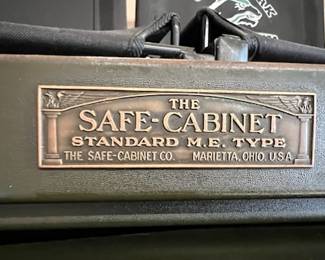 THE
SAFE-CABINET
STANDARD M.E. TYPE
THE SAFE-CABINET CO. MARIETTA, OHIO. U.S.A.